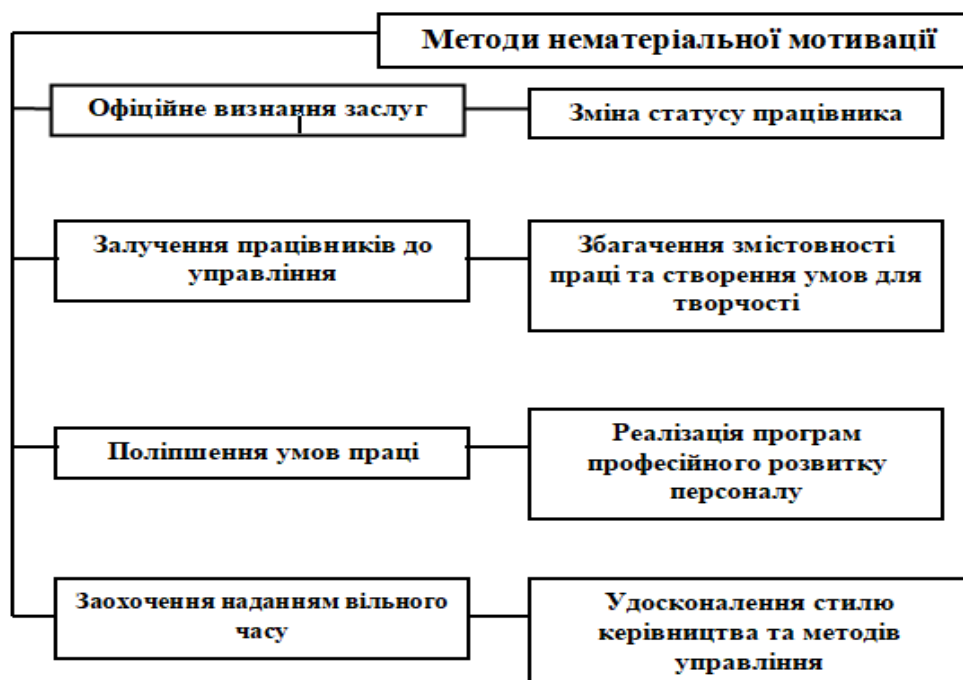 Методи нематеріальної мотивації
Офіційне визнання заслуг
Зміна статусу працівника
Залучення працівників до
управління
Збагачення змістовності
праці та створення умов для
творчості
Поліпшення умов праці
Реалізація програм
професійного розвитку
персоналу
Заохочення наданням вільного
часу
Удосконалення стилю
керівництва та методів
управління